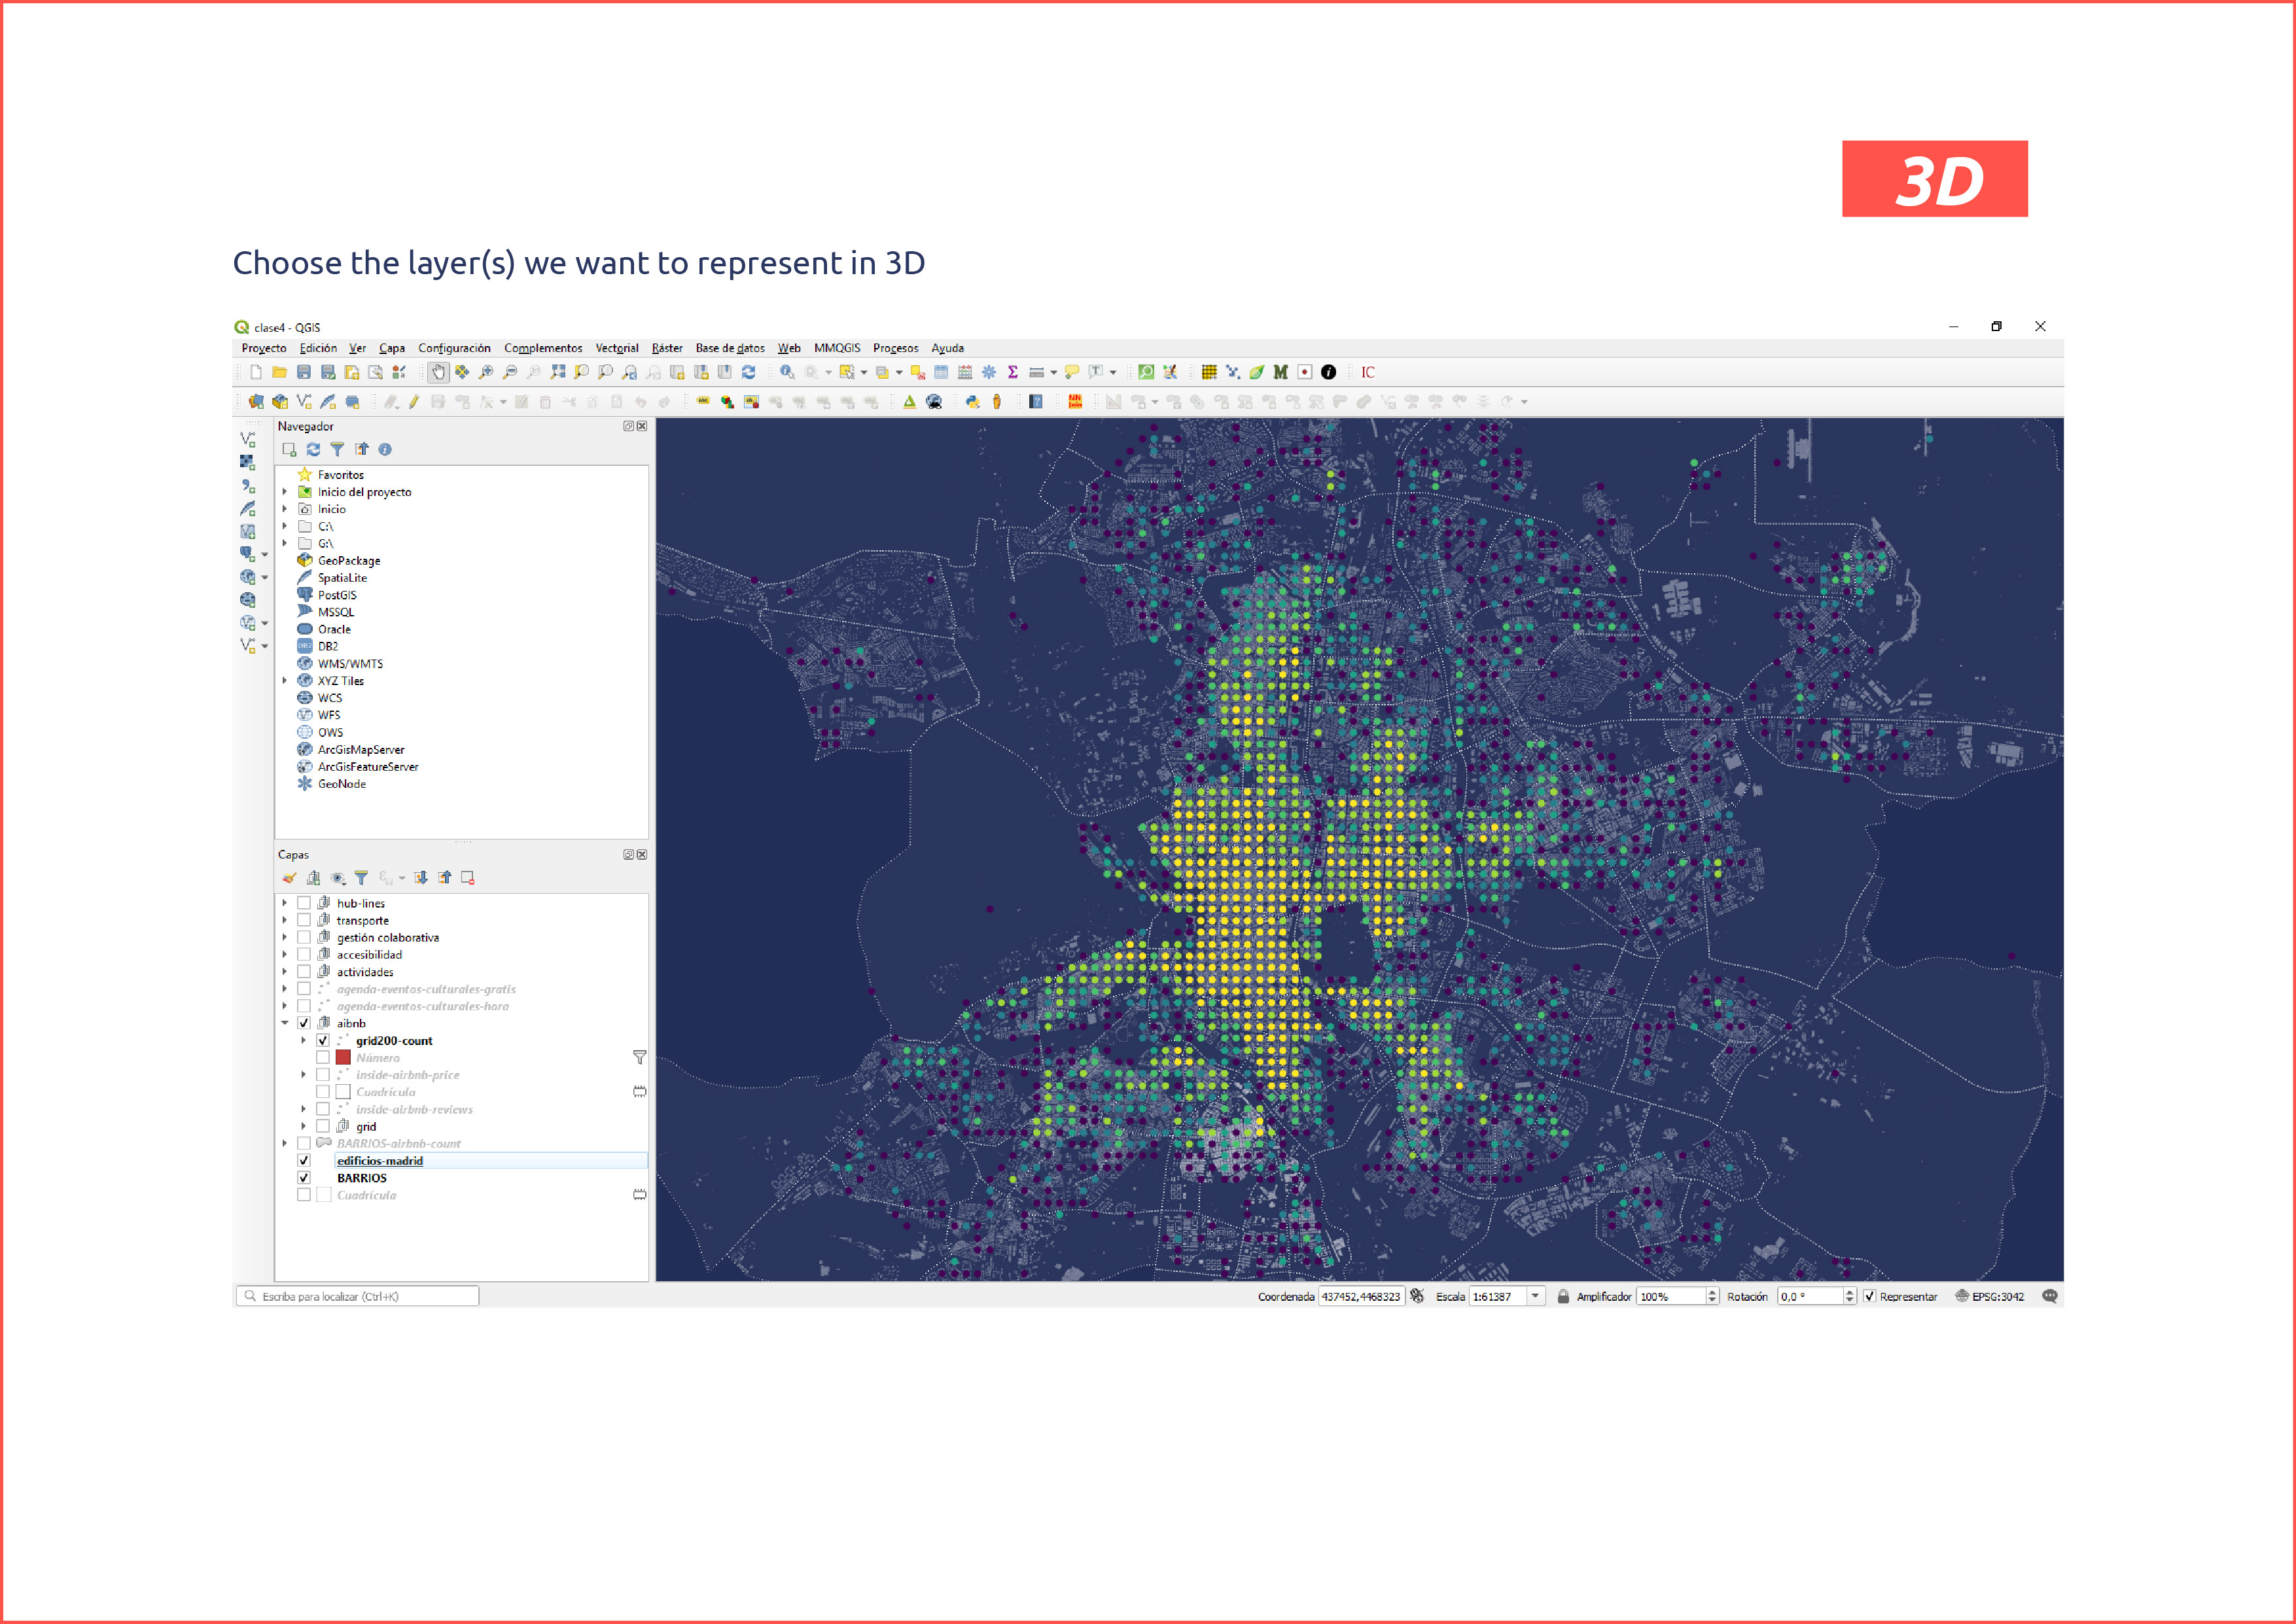 3D
Choose the layer(s) we want to represent in 3D
clase4 - QGIS
Proyecto Edición Ver Capa Configuración Complementos Vectorial Ráster Base de datos Web MMQGIS Procesos Ayuda
IC
Navegador
Favoritos
Inicio del proyecto
Inicio
C:\
G:\
GeoPackage
SpatiaLite
PostGIS
MSSQL
Oracle
DB2
WMS/WMTS
XYZ Tiles
WCS
WFS
OWS
ArcGisMapServer
ArcGisFeatureServer
GeoNode
Capas
hub-lines
transporte
gestión colaborativa
accesibilidad
actividades
agenda-eventos-culturales-gratis
agenda-eventos-culturales-hora
aibnb
grid200-count
Número
inside-airbnb-price
Cuadrícula
inside-airbnb-reviews
grid
BARRIOS-airbnb-count
edificios-madrid
BARRIOS
Cuadrícula
Escriba para localizar (Ctrl+K) Coordenada 437452,4468323 Escala 1:61387 Amplificador 100% Rotación 0,0 ° Representar EPSG:3042